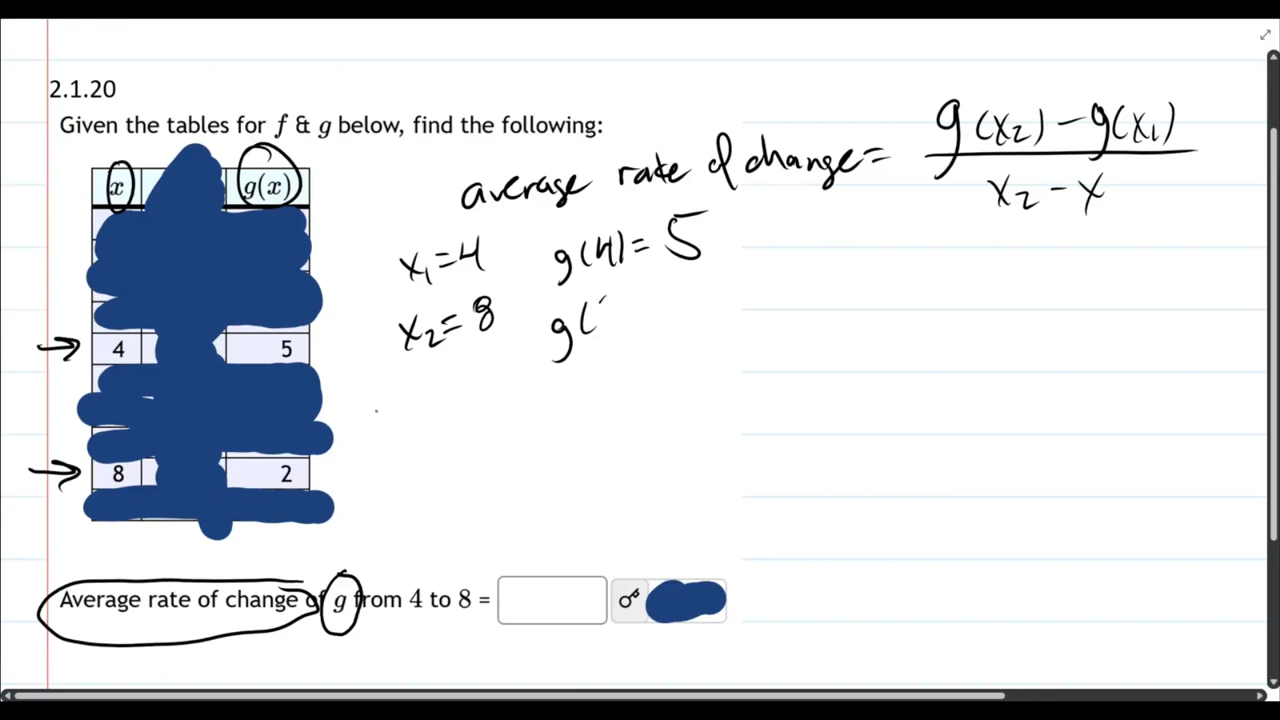 2.1.20
Given the tables for f & g below, find the following:
x g(x)
4 5
8 2
average rate of change = g(x₂) - g(x₁)
x₂ - x
x₁ = 4 g(4) = 5
x₂ = 8 g(
Average rate of change of g from 4 to 8 =